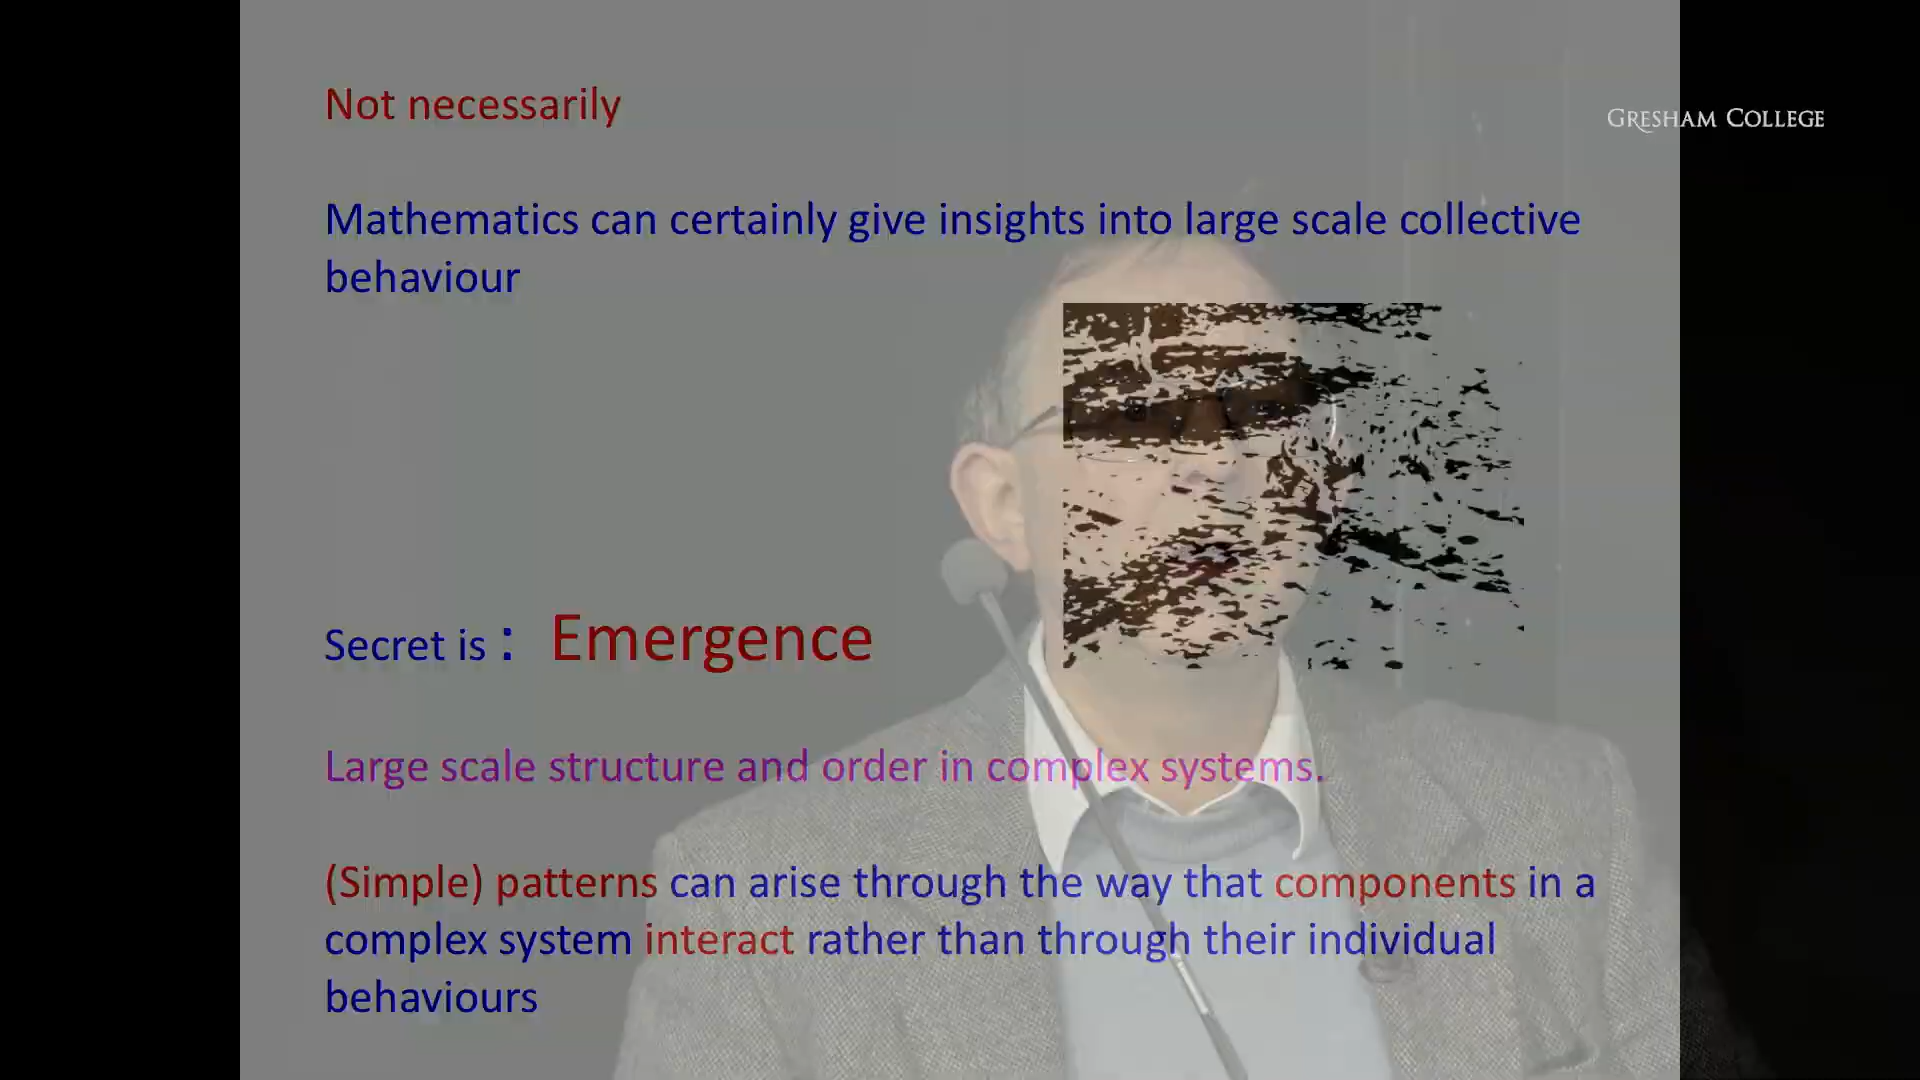 Not necessarily
GRESHAM COLLEGE
Mathematics can certainly give insights into large scale collective
behaviour
Secret is : Emergence
Large scale structure and order in complex systems.
(Simple) patterns can arise through the way that components in a
complex system interact rather than through their individual
behaviours